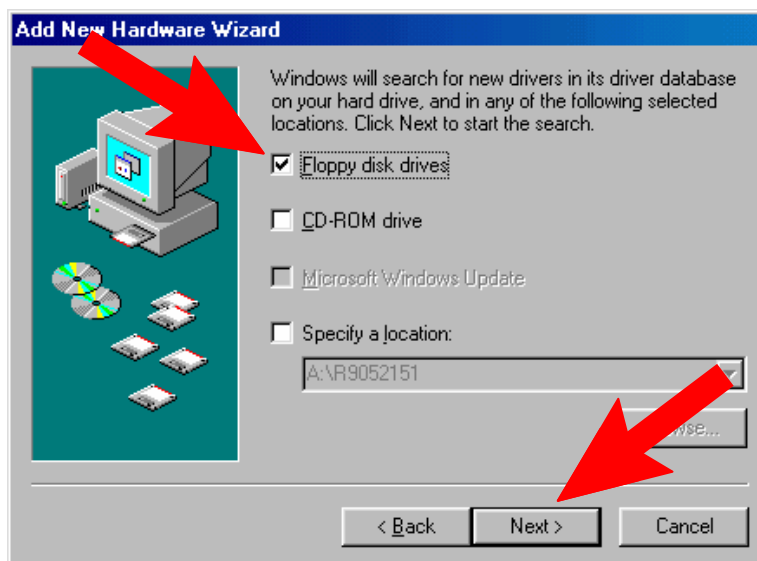 Add New Hardware Wizard
Windows will search for new drivers in its driver database
on your hard drive, and in any of the following selected
locations. Click Next to start the search.
Floppy disk drives
CD-ROM drive
Microsoft Windows Update
Specify a location:
A:\R9052151
< Back
Next >
Cancel